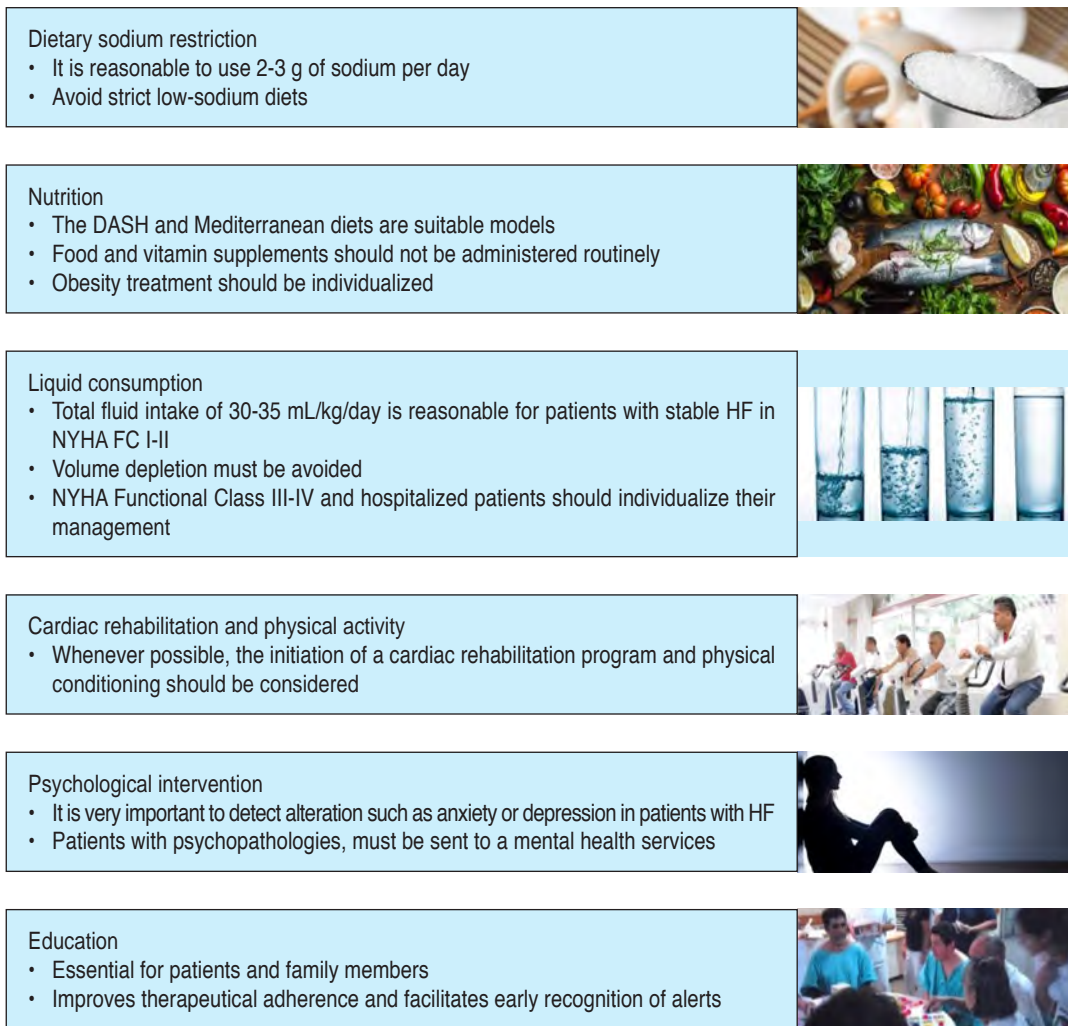 Dietary sodium restriction
• It is reasonable to use 2-3 g of sodium per day
• Avoid strict low-sodium diets
Nutrition
• The DASH and Mediterranean diets are suitable models
• Food and vitamin supplements should not be administered routinely
• Obesity treatment should be individualized
Liquid consumption
• Total fluid intake of 30-35 mL/kg/day is reasonable for patients with stable HF in
NYHA FC I-II
• Volume depletion must be avoided
• NYHA Functional Class III-IV and hospitalized patients should individualize their
management
Cardiac rehabilitation and physical activity
• Whenever possible, the initiation of a cardiac rehabilitation program and physical
conditioning should be considered
Psychological intervention
• It is very important to detect alteration such as anxiety or depression in patients with HF
• Patients with psychopathologies, must be sent to a mental health services
Education
• Essential for patients and family members
• Improves therapeutical adherence and facilitates early recognition of alerts